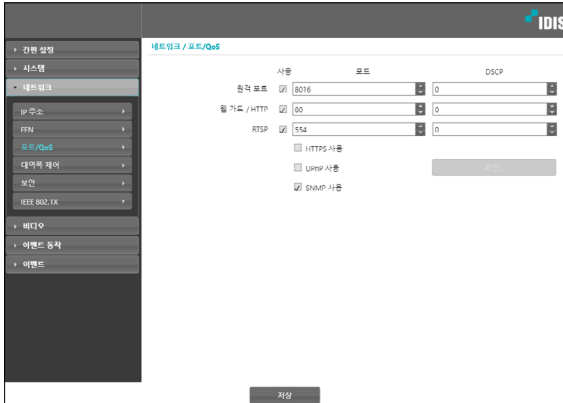 IDIS
간편 설정
시스템
네트워크
IP 주소
FEN
포트/QoS
대역폭 제어
보안
IEEE 802.1X
비디오
이벤트 동작
이벤트
네트워크 / 포트/QoS
사용 포트 DSCP
원격 포트 8016 0
웹 가드 / HTTP 80 0
RTSP 554 0
HTTPS 사용
UPnP 사용
SNMP 사용
저장